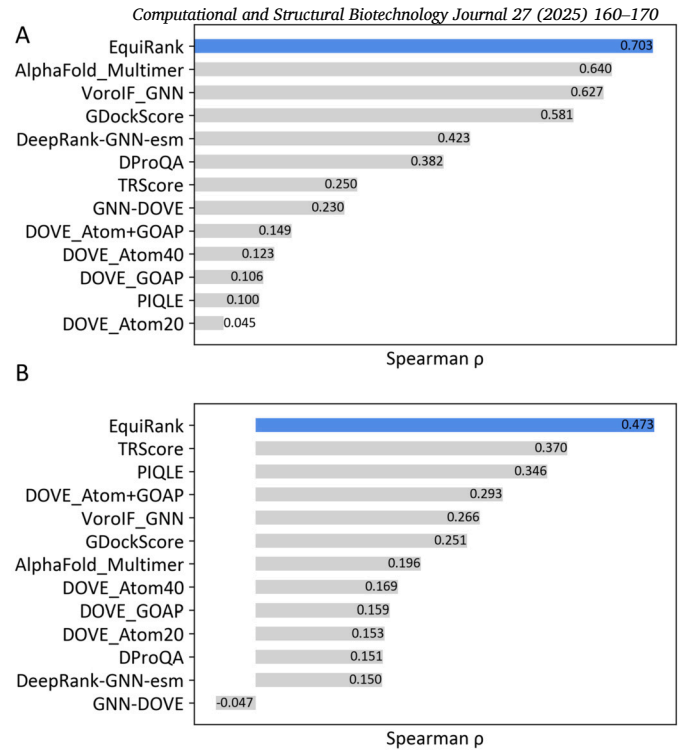 Computational and Structural Biotechnology Journal 27 (2025) 160–170
A
EquiRank 0.703
AlphaFold_Multimer 0.640
VoroIF_GNN 0.627
GDockScore 0.581
DeepRank-GNN-esm 0.423
DProQA 0.382
TRScore 0.250
GNN-DOVE 0.230
DOVE_Atom+GOAP 0.149
DOVE_Atom40 0.123
DOVE_GOAP 0.106
PIQLE 0.100
DOVE_Atom20 0.045
Spearman ρ
B
EquiRank 0.473
TRScore 0.370
PIQLE 0.346
DOVE_Atom+GOAP 0.293
VoroIF_GNN 0.266
GDockScore 0.251
AlphaFold_Multimer 0.196
DOVE_Atom40 0.169
DOVE_GOAP 0.159
DOVE_Atom20 0.153
DProQA 0.151
DeepRank-GNN-esm 0.150
GNN-DOVE -0.047
Spearman ρ